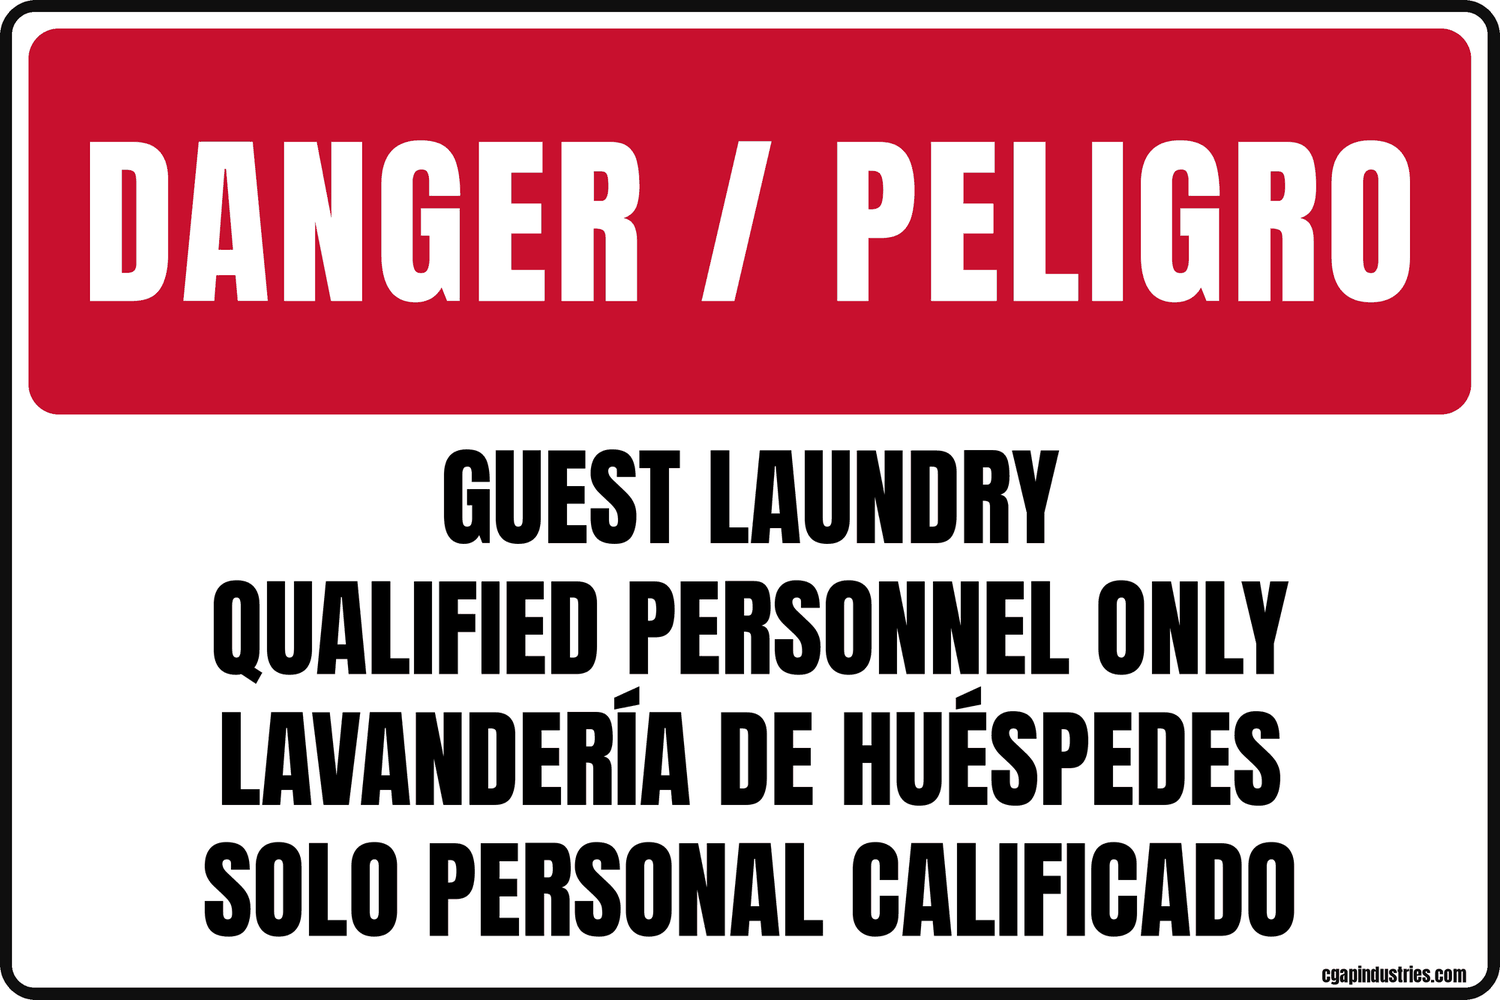 DANGER / PELIGRO
GUEST LAUNDRY
QUALIFIED PERSONNEL ONLY
LAVANDERÍA DE HUÉSPEDES
SOLO PERSONAL CALIFICADO
cgapindustries.com